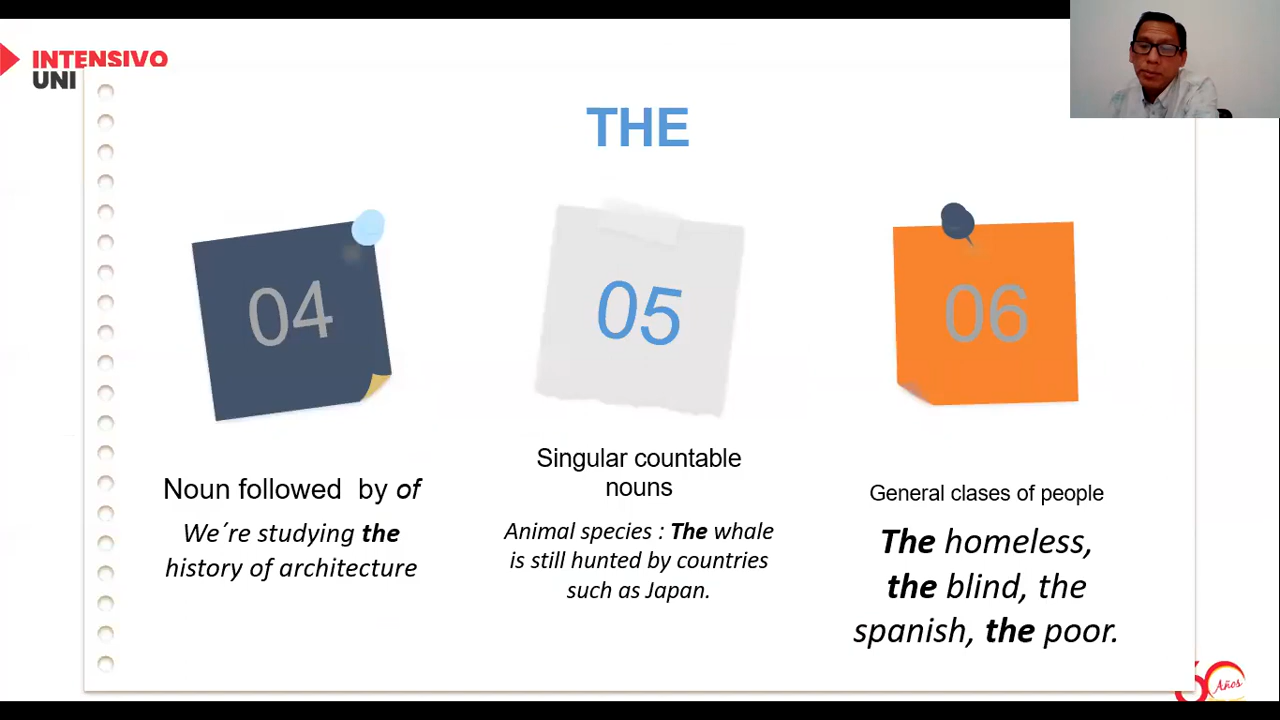 INTENSIVO
UNI
THE
04
05
06
Noun followed by of
We´re studying the
history of architecture
Singular countable
nouns
Animal species : The whale
is still hunted by countries
such as Japan.
General clases of people
The homeless,
the blind, the
spanish, the poor.
60
Años